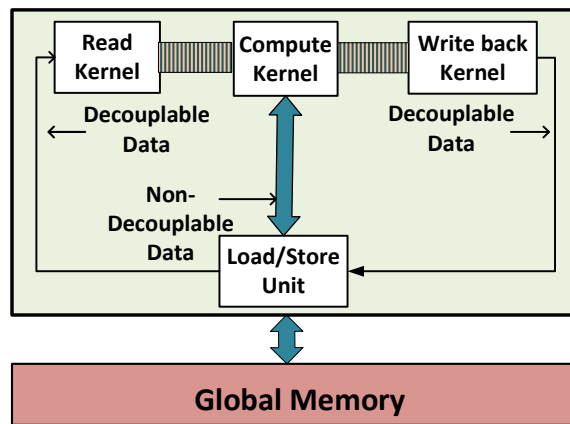 Read
Kernel
Compute
Kernel
Write back
Kernel
Decouplable
Data
Decouplable
Data
Non-
Decouplable
Data
Load/Store
Unit
Global Memory